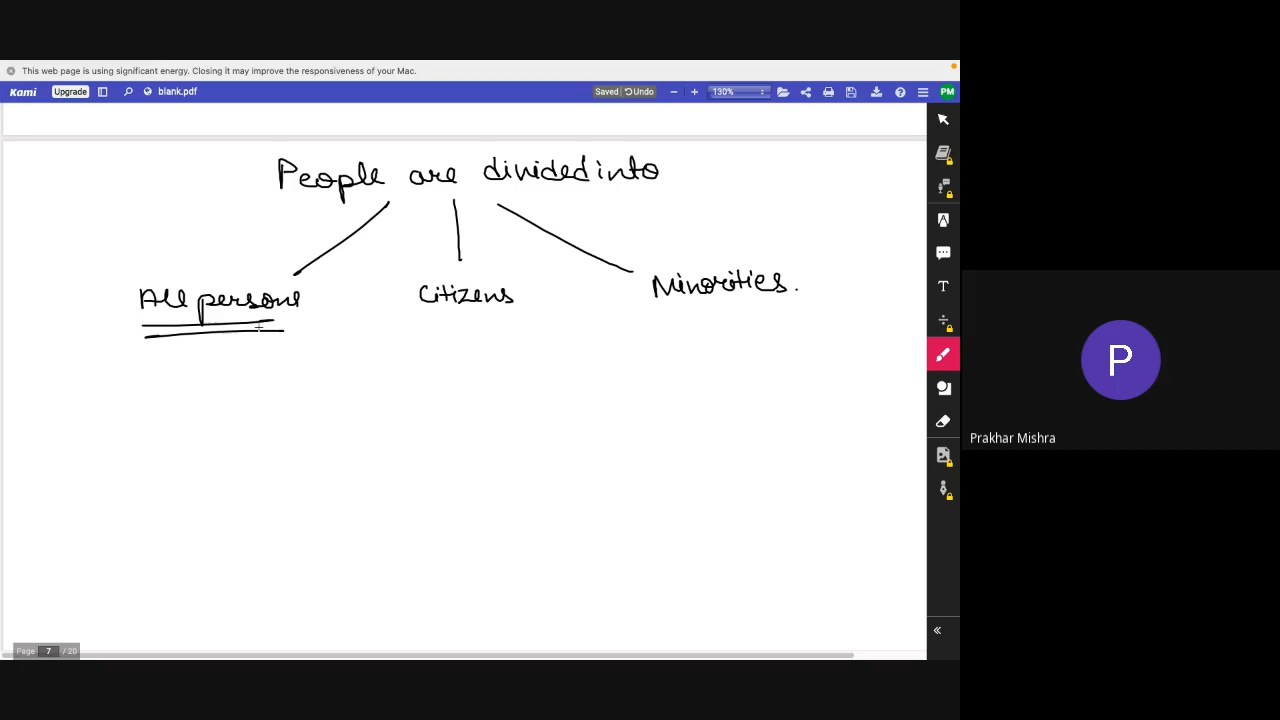 This web page is using significant energy. Closing it may improve the responsiveness of your Mac.
Kami Upgrade blank.pdf Saved Undo 130% PM
People are divided into
All persons Citizens Minorities.
Prakhar Mishra
P
Page 7 / 20